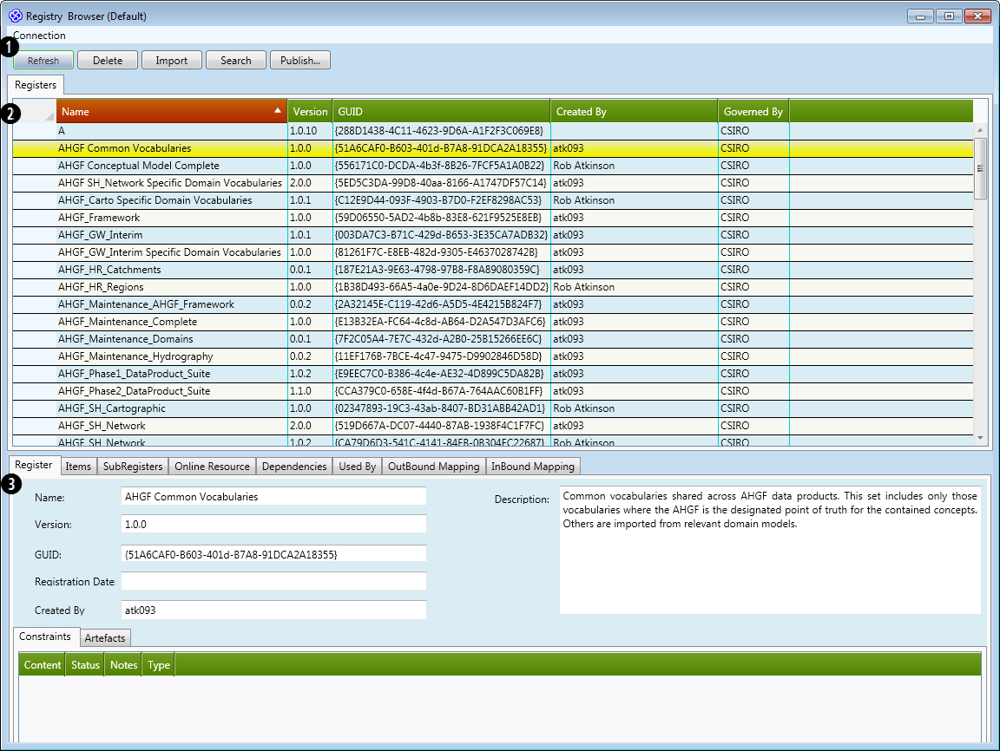 Registry Browser (Default)
Connection
1
Refresh Delete Import Search Publish...
Registers
2
Name Version GUID Created By Governed By
A 1.0.10 {288D1438-4C11-4623-9D6A-A1F2F3C069E8} CSIRO
AHGF Common Vocabularies 1.0.0 {51A6CAF0-B603-401d-B7A8-91DCA2A18355} atk093 CSIRO
AHGF Conceptual Model Complete 1.0.0 {556171C0-DCDA-4b3f-8B26-7FCF5A1A0B22} Rob Atkinson CSIRO
AHGF SH_Network Specific Domain Vocabularies 2.0.0 {5ED5C3DA-99D8-40aa-8166-A1747DF57C14} atk093 CSIRO
AHGF_Carto Specific Domain Vocabularies 1.0.1 {C12E9D44-093F-4903-B7D0-F2EF8298AC53} Rob Atkinson CSIRO
AHGF_Framework 1.0.0 {59D06550-5AD2-4b8b-83E8-621F9525E8EB} atk093 CSIRO
AHGF_GW_Interim 1.0.1 {003DA7C3-B71C-429d-B653-3E35CA7ADB32} atk093 CSIRO
AHGF_GW_Interim Specific Domain Vocabularies 1.0.0 {81261F7C-E8EB-482d-9305-E4637028742B} atk093 CSIRO
AHGF_HR_Catchments 0.0.1 {187E21A3-9E63-4798-97B8-F8A89080359C} atk093 CSIRO
AHGF_HR_Regions 1.0.0 {1B38D493-66A5-4a0e-9D24-8D6DAEF14DD2} Rob Atkinson CSIRO
AHGF_Maintenance_AHGF_Framework 0.0.2 {2A32145E-C119-42d6-A5D5-4E4215B824F7} atk093 CSIRO
AHGF_Maintenance_Complete 1.0.0 {E13B32EA-FC64-4c8d-AB64-D2A547D3AFC6} atk093 CSIRO
AHGF_Maintenance_Domains 0.0.1 {7F2C05A4-7E7C-432d-A2B0-25B15266EE6C} atk093 CSIRO
AHGF_Maintenance_Hydrography 0.0.2 {11EF176B-7BCE-4c47-9475-D9902846D58D} atk093 CSIRO
AHGF_Phase1_DataProduct_Suite 1.0.2 {E9EEC7C0-B386-4c4e-AE32-4D899C5DA82B} atk093 CSIRO
AHGF_Phase2_DataProduct_Suite 1.1.0 {CCA379C0-658E-4f4d-B67A-764AAC60B1FF} atk093 CSIRO
AHGF_SH_Cartographic 1.0.0 {02347893-19C3-43ab-8407-BD31ABB42AD1} Rob Atkinson CSIRO
AHGF_SH_Network 2.0.0 {519D667A-DC07-4440-87AB-1938F4C1F7FC} atk093 CSIRO
AHGF_SH_Network 1.0.2 {CA79D6D3-541C-4141-84FB-0B304FC22687} Rob Atkinson CSIRO
Register Items SubRegisters Online Resource Dependencies Used By OutBound Mapping InBound Mapping
3
Name: AHGF Common Vocabularies
Version: 1.0.0
GUID: {51A6CAF0-B603-401d-B7A8-91DCA2A18355}
Registration Date:
Created By atk093
Description: Common vocabularies shared across AHGF data products. This set includes only those
vocabularies where the AHGF is the designated point of truth for the contained concepts.
Others are imported from relevant domain models.
Constraints Artefacts
Content Status Notes Type